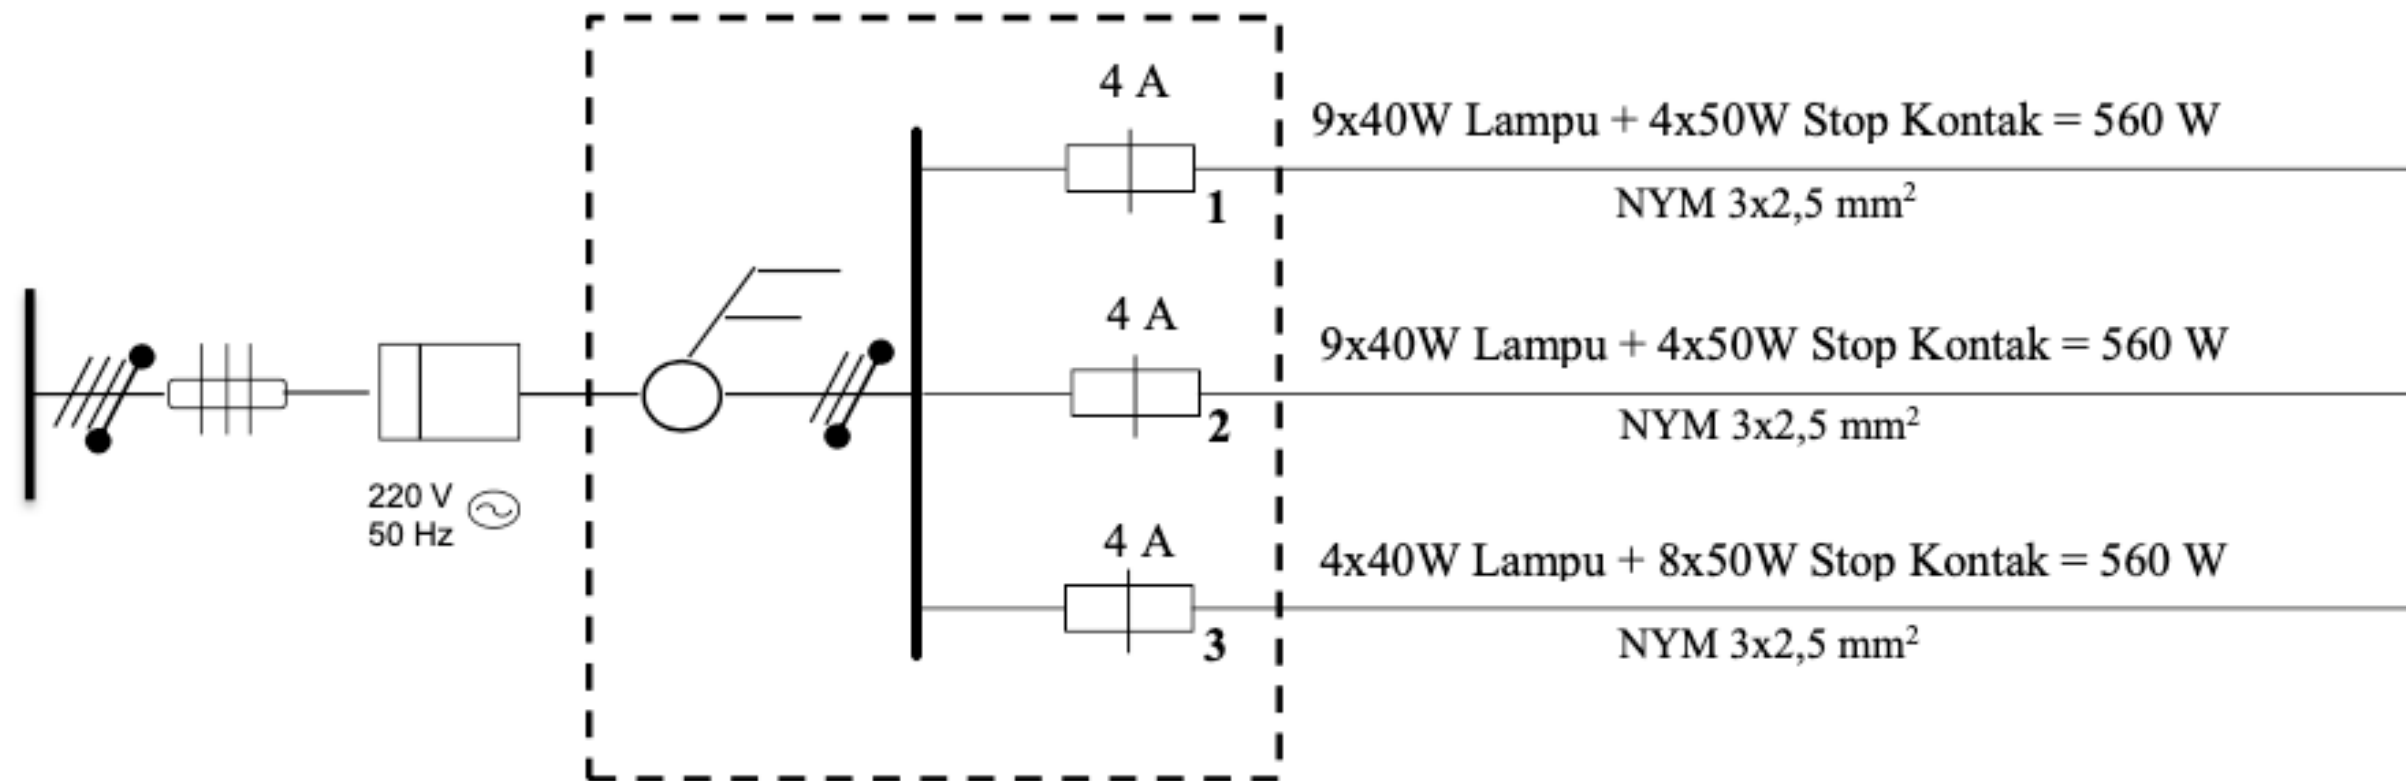 4 A
9x40W Lampu + 4x50W Stop Kontak = 560 W
1
NYM 3x2,5 mm²
4 A
9x40W Lampu + 4x50W Stop Kontak = 560 W
2
NYM 3x2,5 mm²
220 V
50 Hz
4 A
4x40W Lampu + 8x50W Stop Kontak = 560 W
3
NYM 3x2,5 mm²